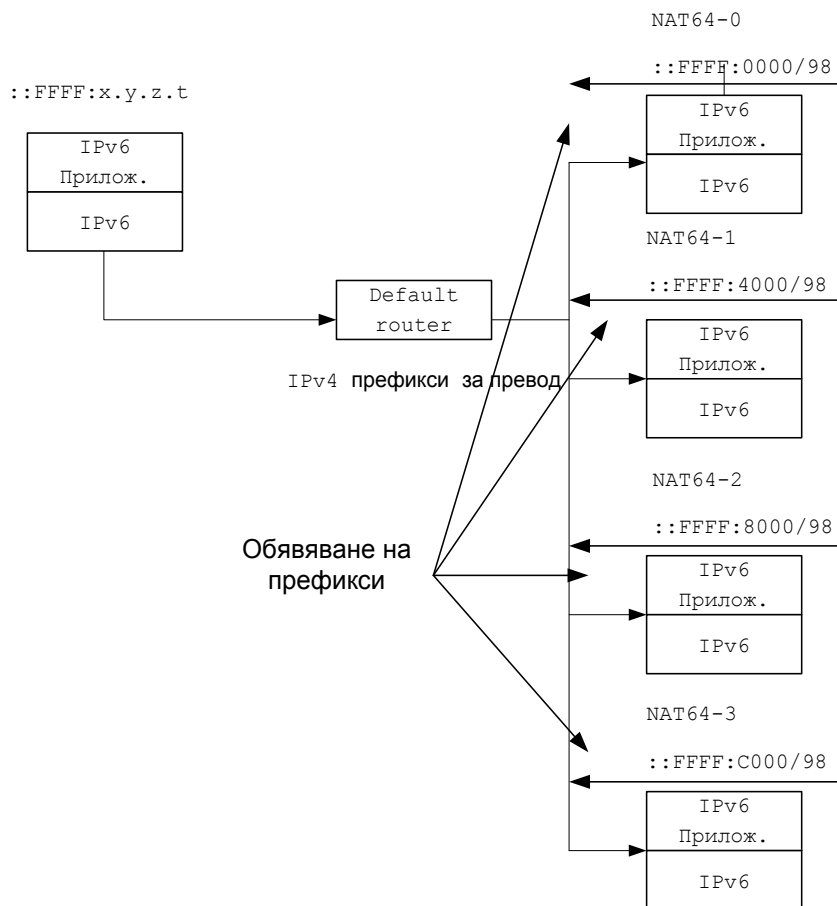 NAT64-0
::FFFF:0000/98
::FFFF:x.y.z.t
IPv6
Прилож.
IPv6
IPv6
Прилож.
IPv6
NAT64-1
::FFFF:4000/98
Default
router
IPv6
Прилож.
IPv6
IPv4 префикси за превод
NAT64-2
::FFFF:8000/98
Обявяване на
префикси
IPv6
Прилож.
IPv6
NAT64-3
::FFFF:C000/98
IPv6
Прилож.
IPv6